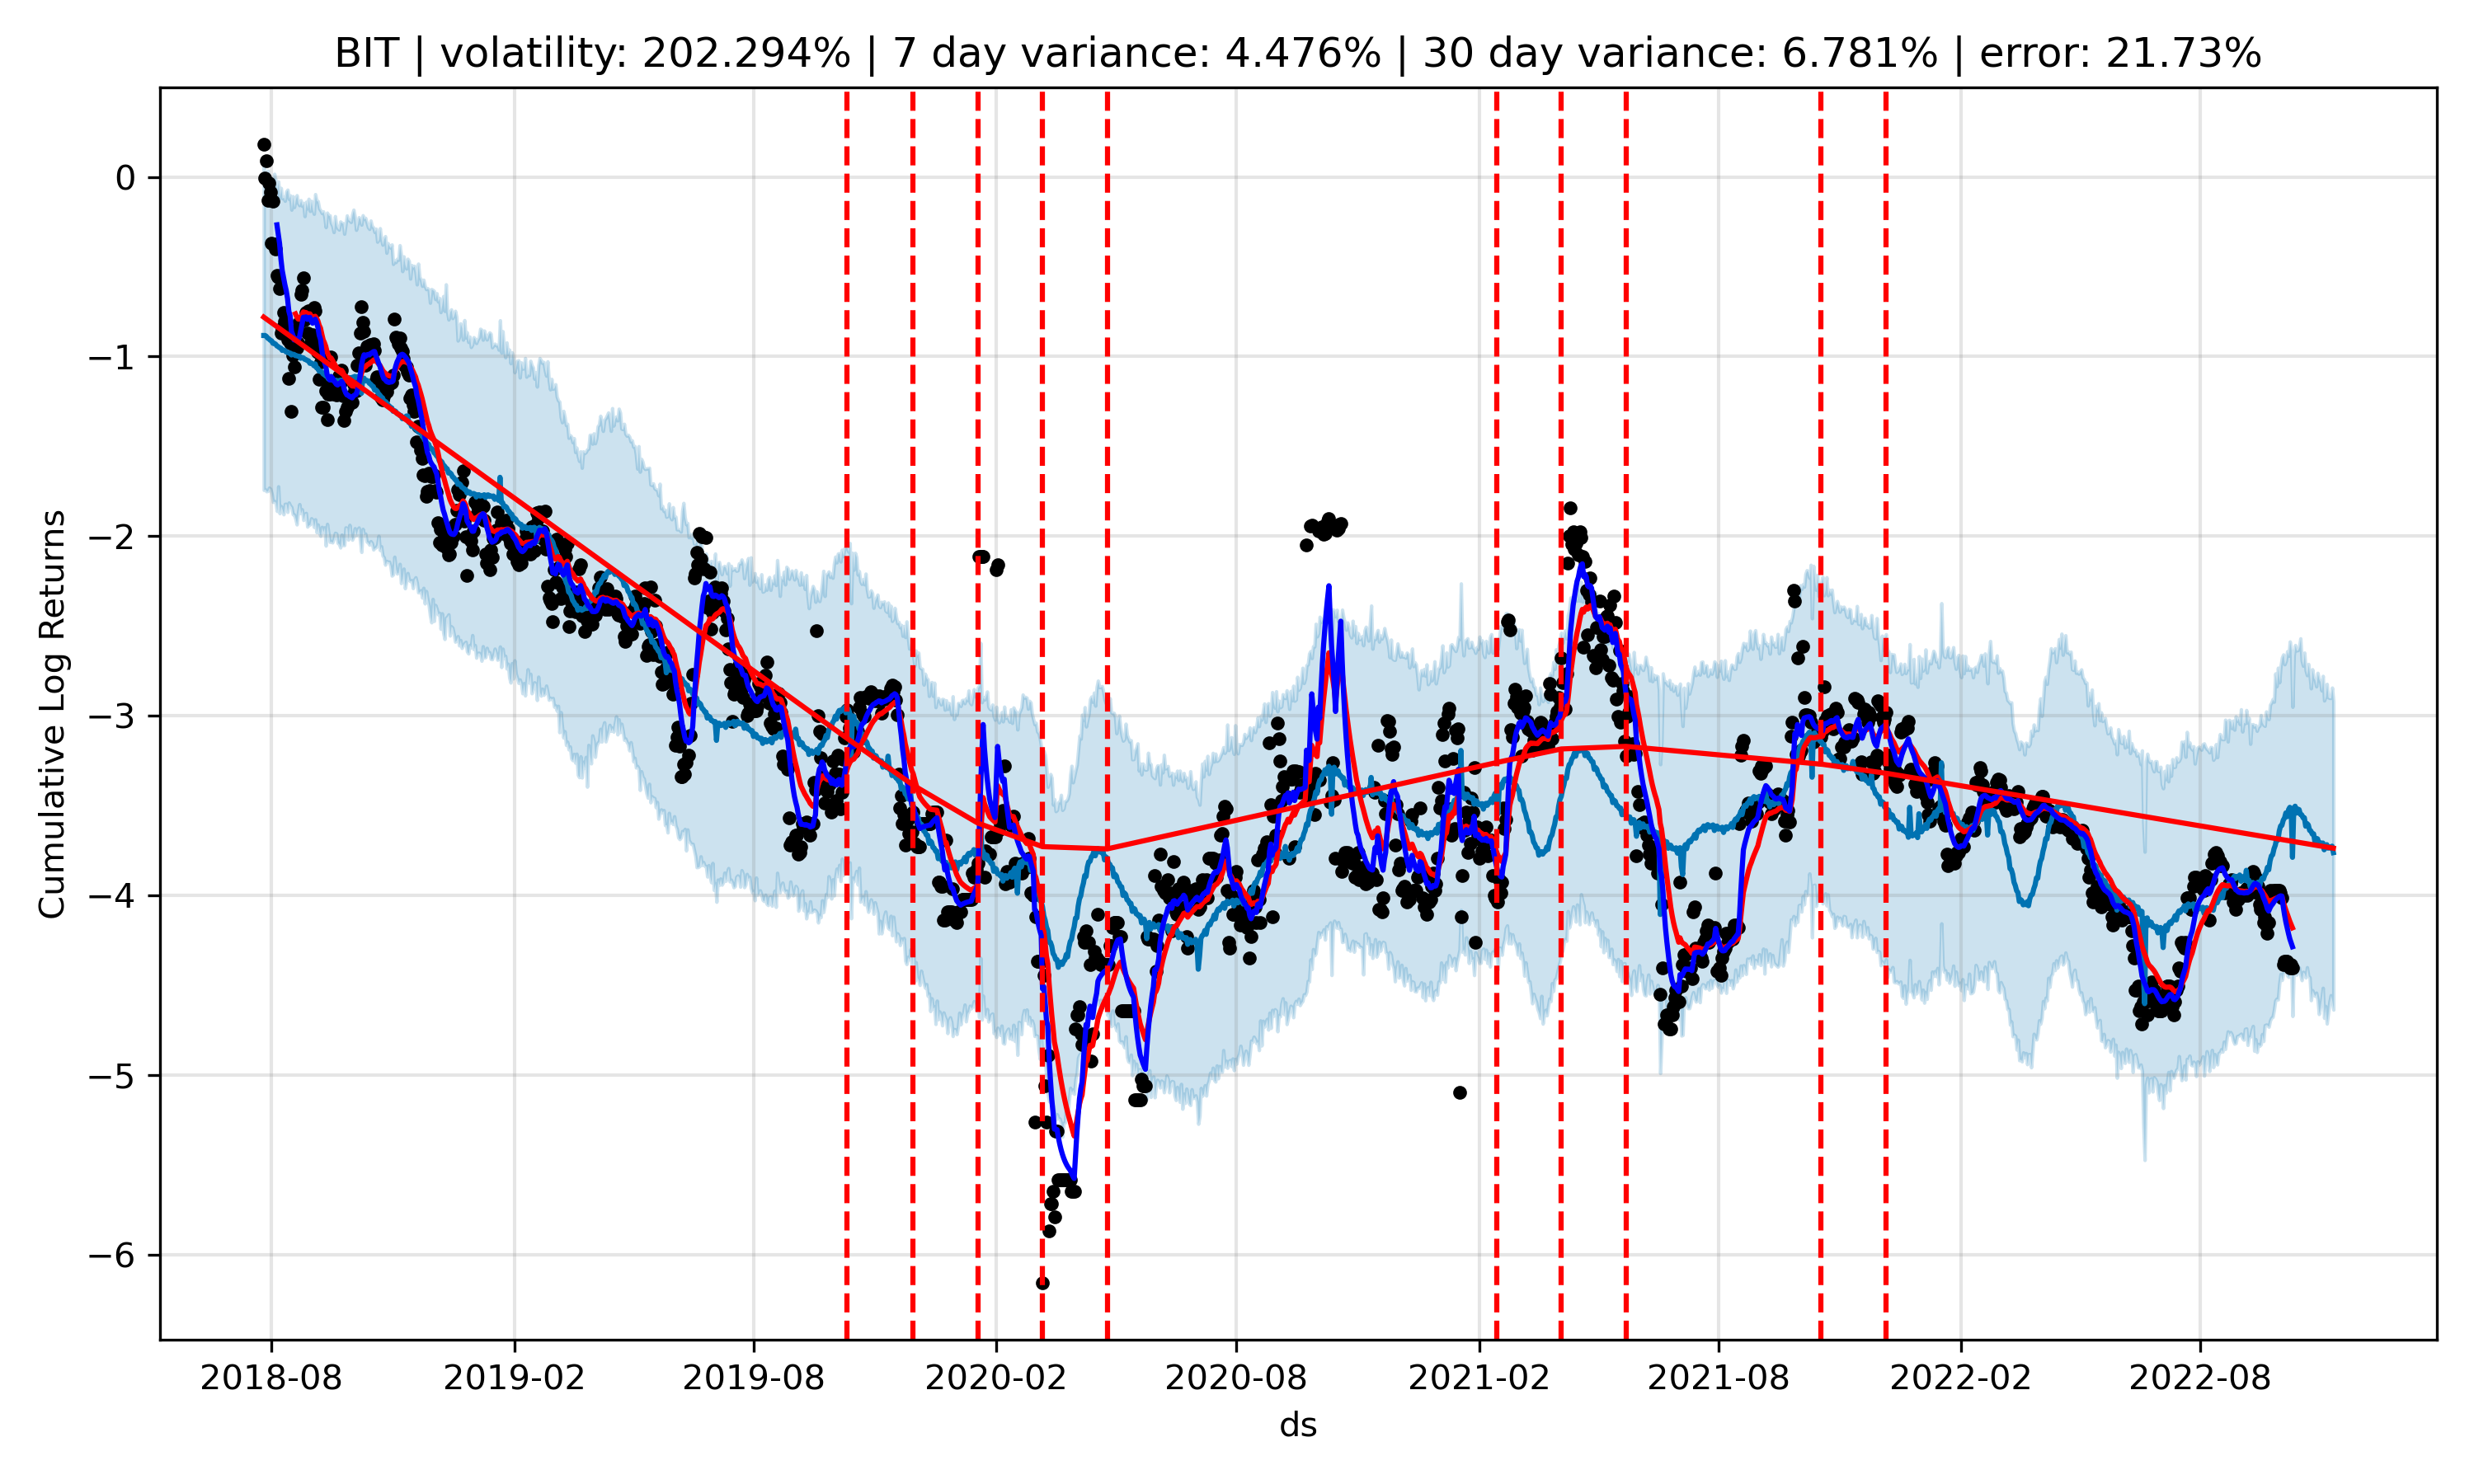 BIT | volatility: 202.294% | 7 day variance: 4.476% | 30 day variance: 6.781% | error: 21.73%
Cumulative Log Returns
0
−1
−2
−3
−4
−5
−6
2018-08 2019-02 2019-08 2020-02 2020-08 2021-02 2021-08 2022-02 2022-08
ds